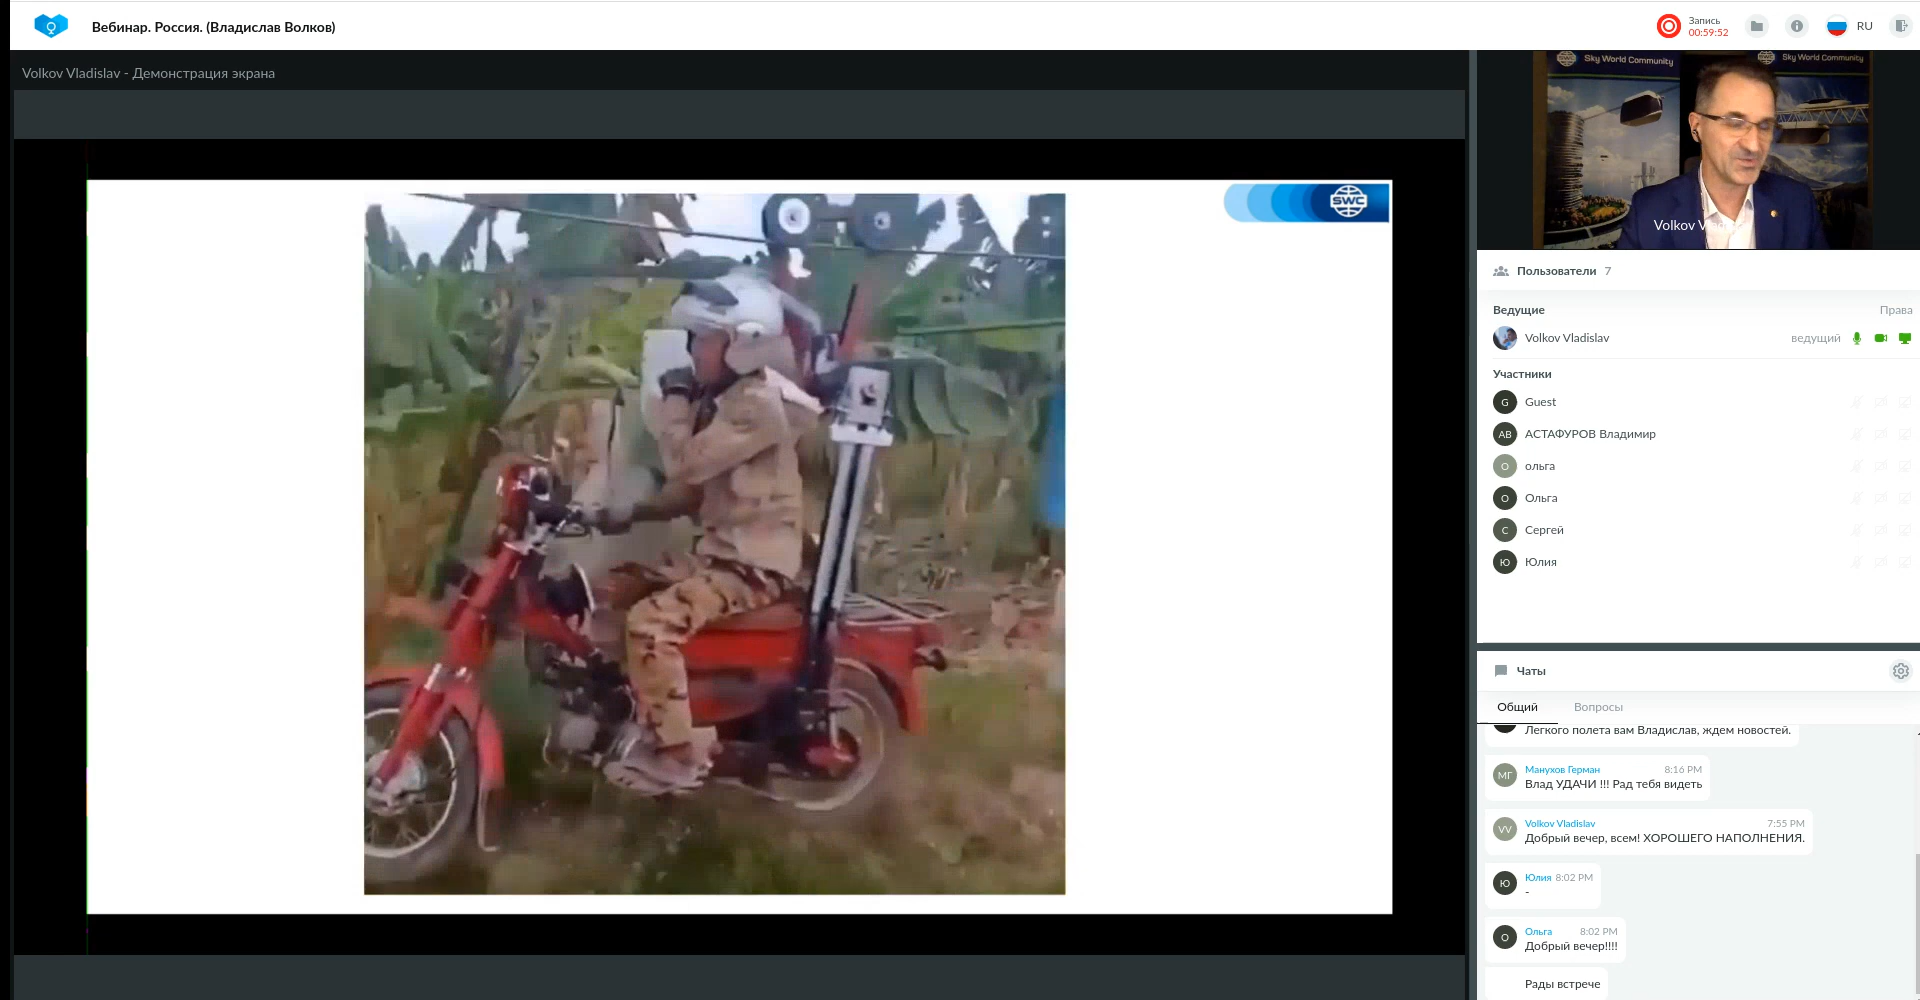 Вебинар. Россия. (Владислав Волков)
Запись
00:59:52
RU
Volkov Vladislav - Демонстрация экрана
SWC
Sky World Community
Sky World Community
Volkov
Пользователи 7
Ведущие Права
Volkov Vladislav ведущий
Участники
G Guest
АВ АСТАФУРОВ Владимир
О ольга
О Ольга
С Сергей
Ю Юлия
Чаты
Общий Вопросы
Легкого полета вам Владислав, ждем новостей.
МГ Манухов Герман 8:16 PM
Влад УДАЧИ !!! Рад тебя видеть
VV Volkov Vladislav 7:55 PM
Добрый вечер, всем! ХОРОШЕГО НАПОЛНЕНИЯ.
Ю Юлия 8:02 PM
-
О Ольга 8:02 PM
Добрый вечер!!!!
Рады встрече